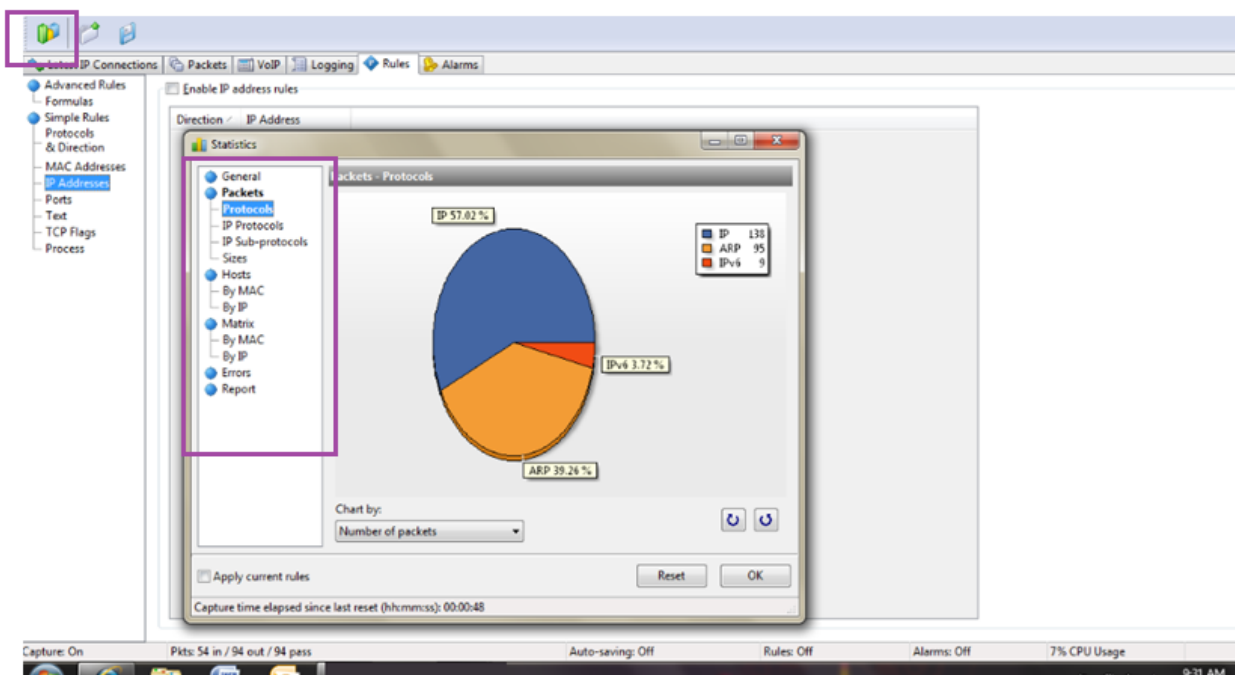 Latest IP Connections Packets VoIP Logging Rules Alarms
Advanced Rules
Formulas
Simple Rules
Protocols
& Direction
MAC Addresses
IP Addresses
Ports
Text
TCP Flags
Process
Enable IP address rules
Direction IP Address
Statistics
General
Packets
Protocols
IP Protocols
IP Sub-protocols
Sizes
Hosts
By MAC
By IP
Matrix
By MAC
By IP
Errors
Report
Packets - Protocols
IP 57.02 %
IP 138
ARP 95
IPv6 9
IPv6 3.72 %
ARP 39.26 %
Chart by:
Number of packets
Apply current rules
Reset OK
Capture time elapsed since last reset (hh:mm:ss): 00:00:48
Capture: On Pkts: 54 in / 94 out / 94 pass Auto-saving: Off Rules: Off Alarms: Off 7% CPU Usage
9:31 AM